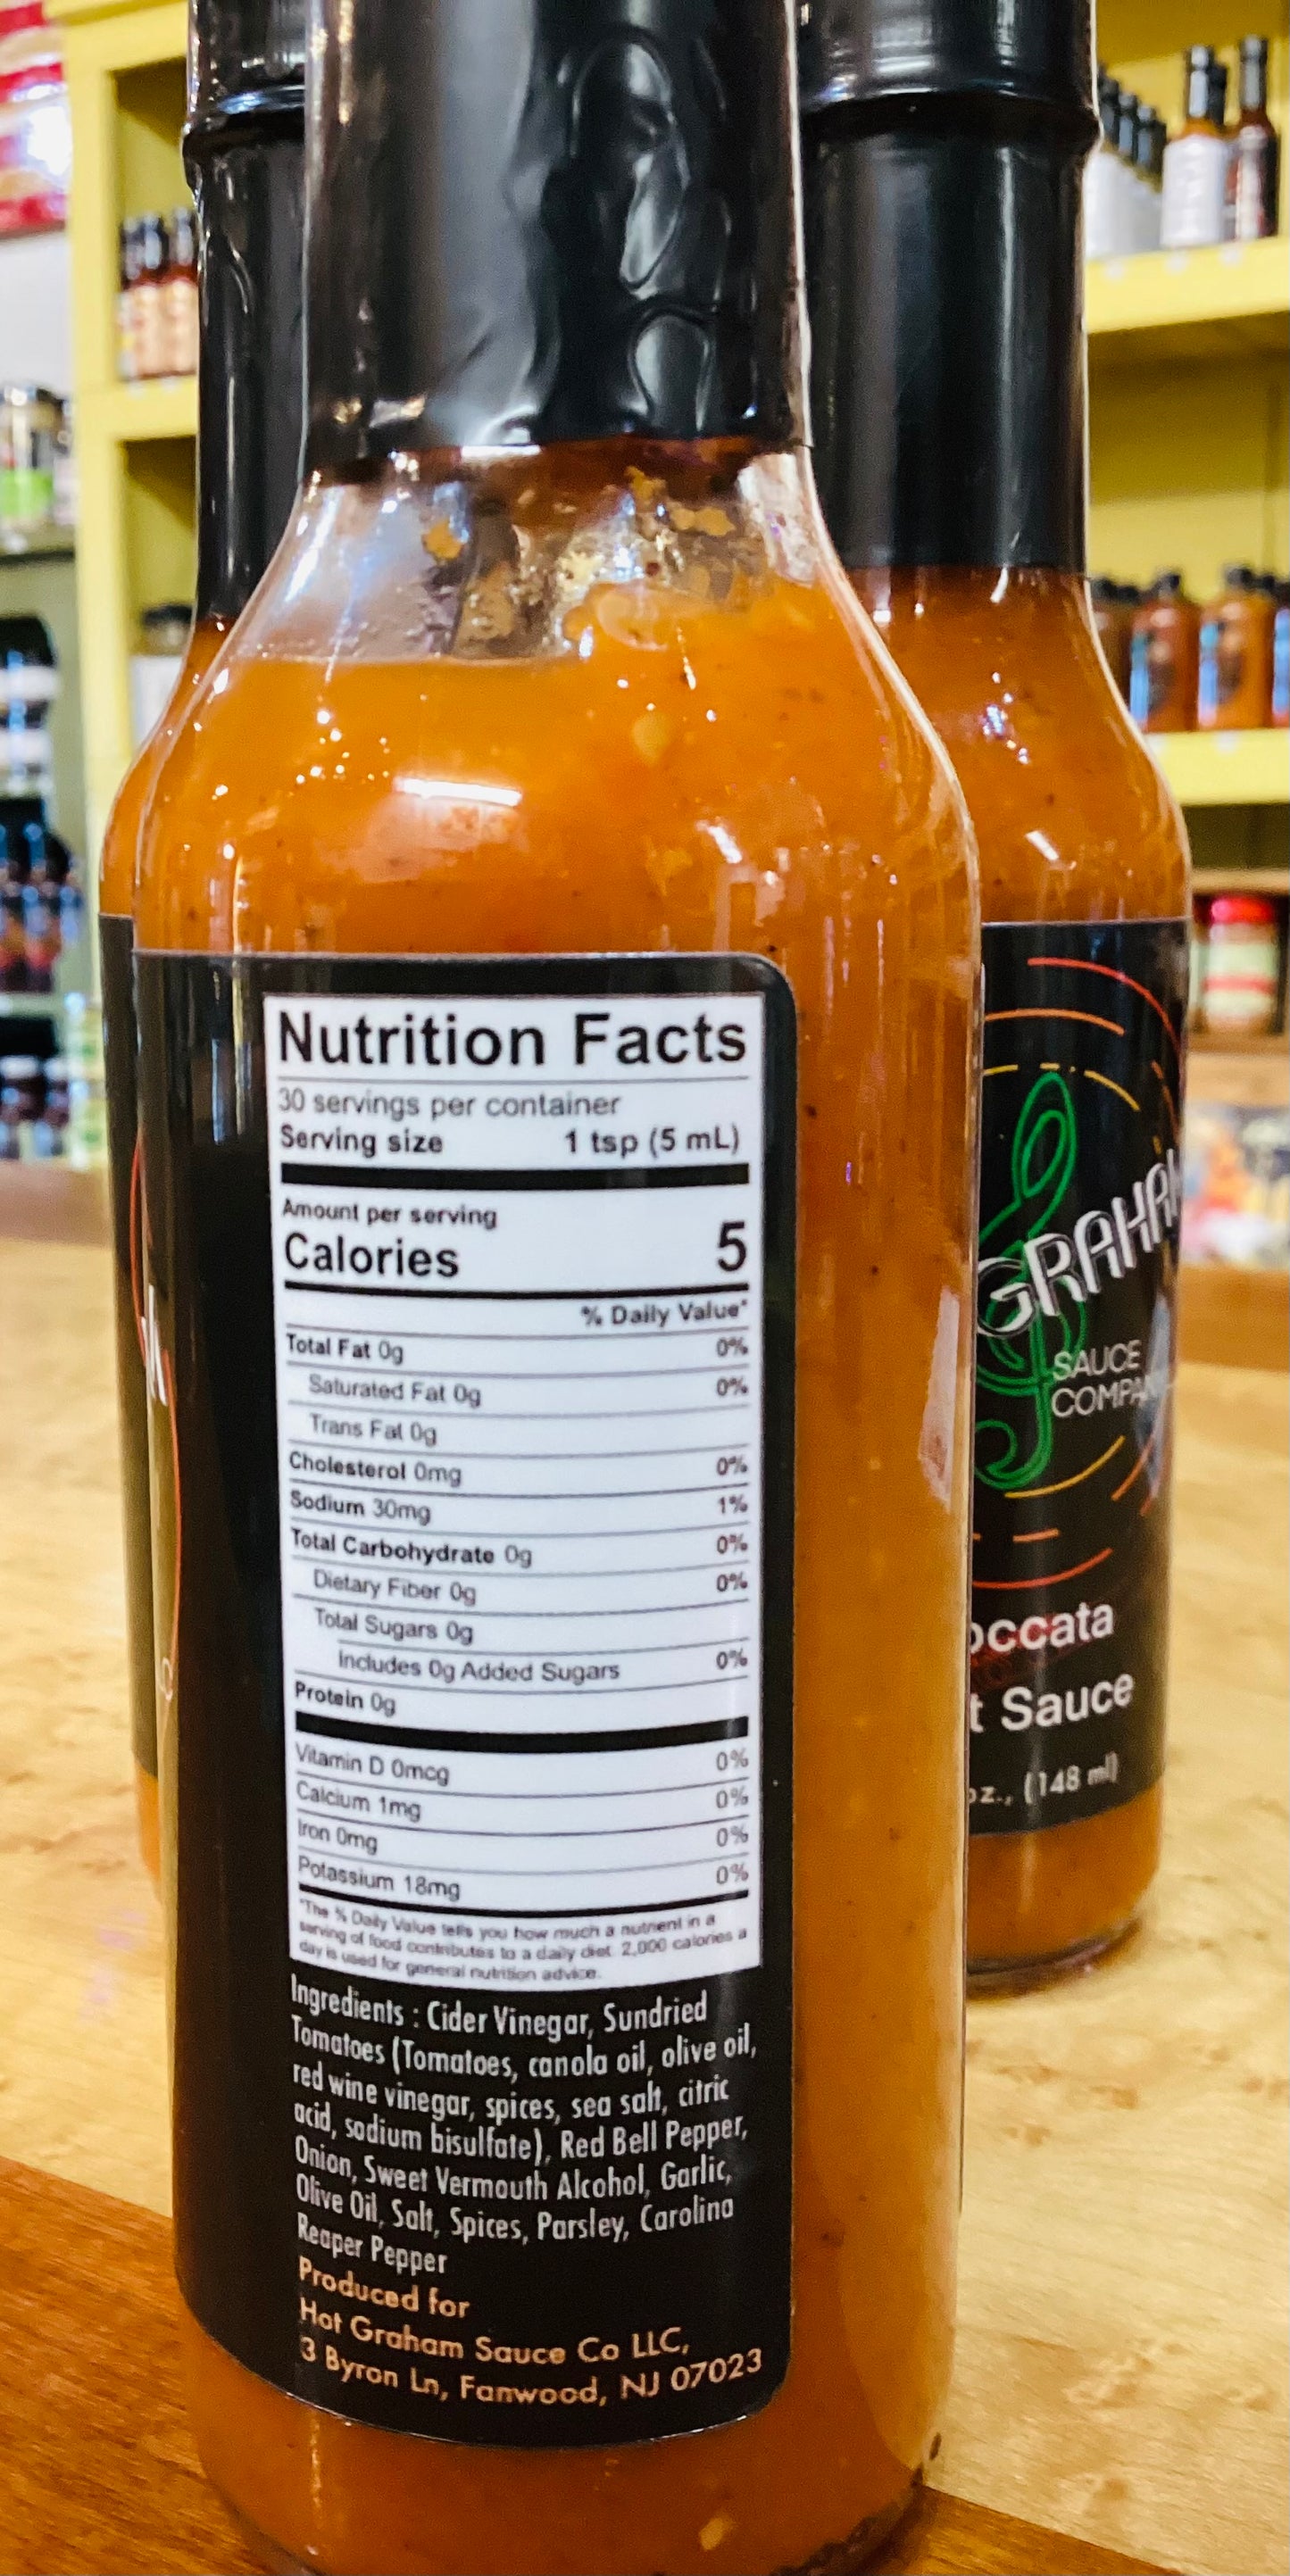 Nutrition Facts
30 servings per container
Serving size 1 tsp (5 mL)
Amount per serving
Calories 5
% Daily Value*
Total Fat 0g 0%
Saturated Fat 0g 0%
Trans Fat 0g
Cholesterol 0mg 0%
Sodium 30mg 1%
Total Carbohydrate 0g 0%
Dietary Fiber 0g 0%
Total Sugars 0g
Includes 0g Added Sugars 0%
Protein 0g
Vitamin D 0mcg 0%
Calcium 1mg 0%
Iron 0mg 0%
Potassium 18mg 0%
*The % Daily Value tells you how much a nutrient in a
serving of food contributes to a daily diet. 2,000 calories a
day is used for general nutrition advice.
Ingredients : Cider Vinegar, Sundried
Tomatoes (Tomatoes, canola oil, olive oil,
red wine vinegar, spices, sea salt, citric
acid, sodium bisulfate), Red Bell Pepper,
Onion, Sweet Vermouth Alcohol, Garlic,
Olive Oil, Salt, Spices, Parsley, Carolina
Reaper Pepper
Produced for
Hot Graham Sauce Co LLC,
3 Byron Ln, Fanwood, NJ 07023
GRAHAM
SAUCE
COMPAN
occata
t Sauce
oz., (148 ml)